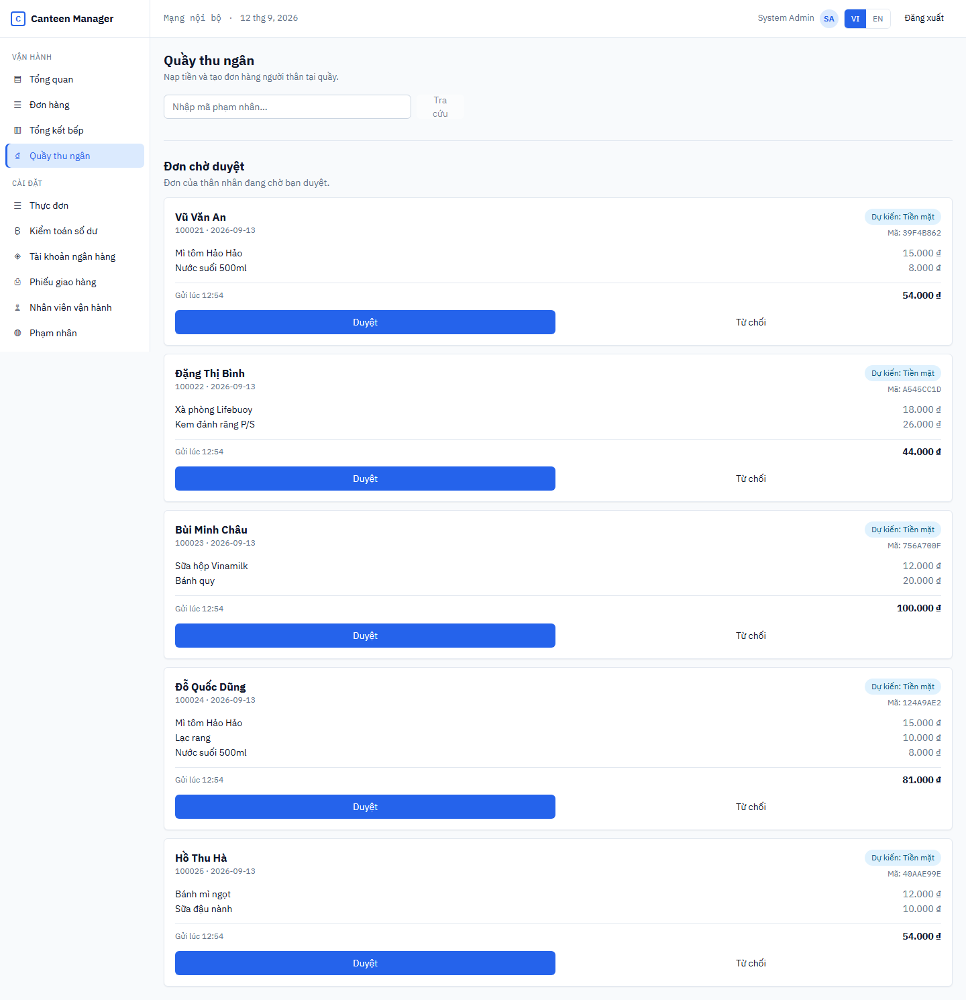 C Canteen Manager
Mạng nội bộ · 12 thg 9, 2026
System Admin SA VI EN Đăng xuất
VẬN HÀNH
Tổng quan
Đơn hàng
Tổng kết bếp
₫ Quầy thu ngân
CÀI ĐẶT
Thực đơn
Kiểm toán số dư
Tài khoản ngân hàng
Phiếu giao hàng
Nhân viên vận hành
Phạm nhân
Quầy thu ngân
Nạp tiền và tạo đơn hàng người thân tại quầy.
Nhập mã phạm nhân...
Tra
cứu
Đơn chờ duyệt
Đơn của thân nhân đang chờ bạn duyệt.
Vũ Văn An
Dự kiến: Tiền mặt
100021 · 2026-09-13
Mã: 39F4B862
Mì tôm Hảo Hảo 15.000 ₫
Nước suối 500ml 8.000 ₫
Gửi lúc 12:54 54.000 ₫
Duyệt Từ chối
Đặng Thị Bình
Dự kiến: Tiền mặt
100022 · 2026-09-13
Mã: A545CC1D
Xà phòng Lifebuoy 18.000 ₫
Kem đánh răng P/S 26.000 ₫
Gửi lúc 12:54 44.000 ₫
Duyệt Từ chối
Bùi Minh Châu
Dự kiến: Tiền mặt
100023 · 2026-09-13
Mã: 756A700F
Sữa hộp Vinamilk 12.000 ₫
Bánh quy 20.000 ₫
Gửi lúc 12:54 100.000 ₫
Duyệt Từ chối
Đỗ Quốc Dũng
Dự kiến: Tiền mặt
100024 · 2026-09-13
Mã: 124A9AE2
Mì tôm Hảo Hảo 15.000 ₫
Lạc rang 10.000 ₫
Nước suối 500ml 8.000 ₫
Gửi lúc 12:54 81.000 ₫
Duyệt Từ chối
Hồ Thu Hà
Dự kiến: Tiền mặt
100025 · 2026-09-13
Mã: 40AAE99E
Bánh mì ngọt 12.000 ₫
Sữa đậu nành 10.000 ₫
Gửi lúc 12:54 54.000 ₫
Duyệt Từ chối